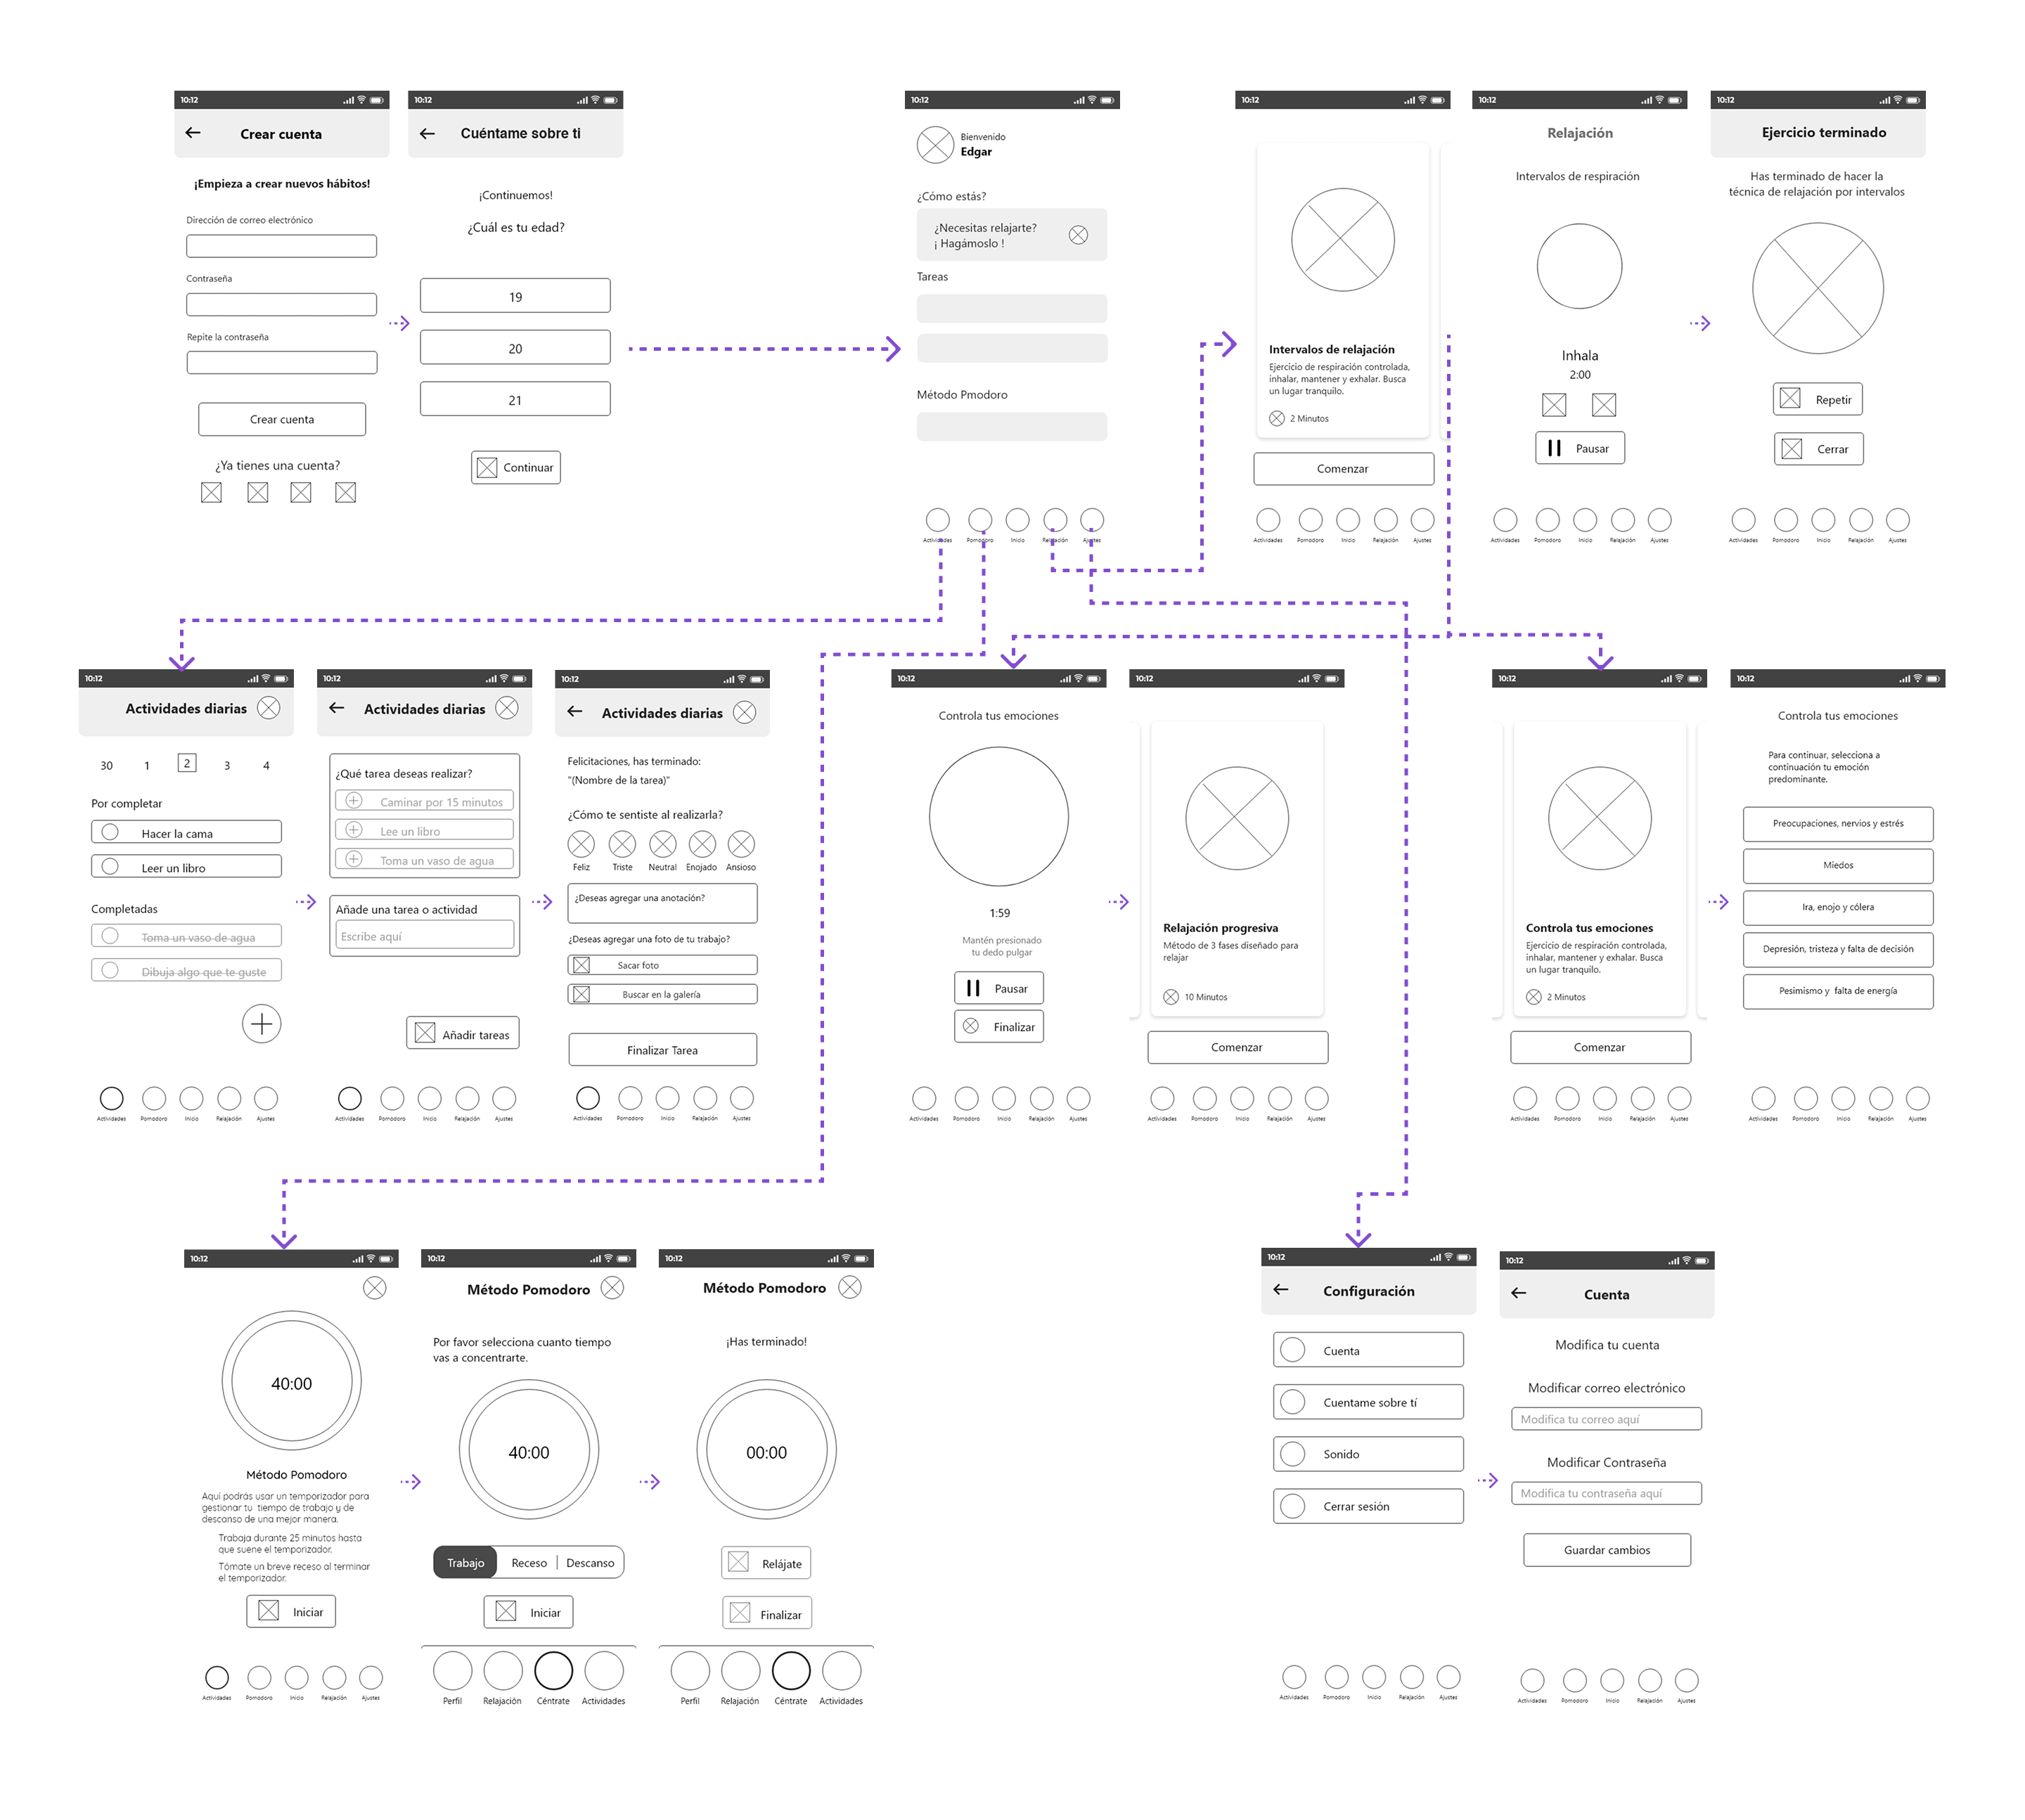 10:12
Crear cuenta
¡Empieza a crear nuevos hábitos!
Dirección de correo electrónico
Contraseña
Repite la contraseña
Crear cuenta
¿Ya tienes una cuenta?
10:12
Cuéntame sobre ti
¡Continuemos!
¿Cuál es tu edad?
19
20
21
Continuar
10:12
Bienvenido
Edgar
¿Cómo estás?
¿Necesitas relajarte?
¡ Hagámoslo !
Tareas
Método Pmodoro
Actividades
Pomodoro
Inicio
Relajación
Ajustes
10:12
Intervalos de relajación
Ejercicio de respiración controlada,
inhalar, mantener y exhalar. Busca
un lugar tranquilo.
2 Minutos
Comenzar
Actividades
Pomodoro
Inicio
Relajación
Ajustes
10:12
Relajación
Intervalos de respiración
Inhala
2:00
Pausar
Actividades
Pomodoro
Inicio
Relajación
Ajustes
10:12
Ejercicio terminado
Has terminado de hacer la
técnica de relajación por intervalos
Repetir
Cerrar
Actividades
Pomodoro
Inicio
Relajación
Ajustes
10:12
Actividades diarias
30 1 2 3 4
Por completar
Hacer la cama
Leer un libro
Completadas
Toma un vaso de agua
Dibuja algo que te guste
Actividades
Pomodoro
Inicio
Relajación
Ajustes
10:12
Actividades diarias
¿Qué tarea deseas realizar?
Caminar por 15 minutos
Lee un libro
Toma un vaso de agua
Añade una tarea o actividad
Escribe aquí
Añadir tareas
Actividades
Pomodoro
Inicio
Relajación
Ajustes
10:12
Actividades diarias
Felicitaciones, has terminado:
"(Nombre de la tarea)"
¿Cómo te sentiste al realizarla?
Feliz
Triste
Neutral
Enojado
Ansioso
¿Deseas agregar una anotación?
¿Deseas agregar una foto de tu trabajo?
Sacar foto
Buscar en la galería
Finalizar Tarea
Actividades
Pomodoro
Inicio
Relajación
Ajustes
10:12
Controla tus emociones
1:59
Mantén presionado
tu dedo pulgar
Pausar
Finalizar
Actividades
Pomodoro
Inicio
Relajación
Ajustes
10:12
Relajación progresiva
Método de 3 fases diseñado para
relajar
10 Minutos
Comenzar
Actividades
Pomodoro
Inicio
Relajación
Ajustes
10:12
Controla tus emociones
Ejercicio de respiración controlada,
inhalar, mantener y exhalar. Busca
un lugar tranquilo.
2 Minutos
Comenzar
Actividades
Pomodoro
Inicio
Relajación
Ajustes
10:12
Controla tus emociones
Para continuar, selecciona a
continuación tu emoción
predominante.
Preocupaciones, nervios y estrés
Miedos
Ira, enojo y cólera
Depresión, tristeza y falta de decisión
Pesimismo y falta de energía
Actividades
Pomodoro
Inicio
Relajación
Ajustes
10:12
40:00
Método Pomodoro
Aquí podrás usar un temporizador para
gestionar tu tiempo de trabajo y de
descanso de una mejor manera.
Trabaja durante 25 minutos hasta
que suene el temporizador.
Tómate un breve receso al terminar
el temporizador.
Iniciar
Actividades
Pomodoro
Inicio
Relajación
Ajustes
10:12
Método Pomodoro
Por favor selecciona cuanto tiempo
vas a concentrarte.
40:00
Trabajo
Receso
Descanso
Iniciar
Perfil
Relajación
Céntrate
Actividades
10:12
Método Pomodoro
¡Has terminado!
00:00
Relájate
Finalizar
Perfil
Relajación
Céntrate
Actividades
10:12
Configuración
Cuenta
Cuentame sobre tí
Sonido
Cerrar sesión
Actividades
Pomodoro
Inicio
Relajación
Ajustes
10:12
Cuenta
Modifica tu cuenta
Modificar correo electrónico
Modifica tu correo aquí
Modificar Contraseña
Modifica tu contraseña aquí
Guardar cambios
Actividades
Pomodoro
Inicio
Relajación
Ajustes